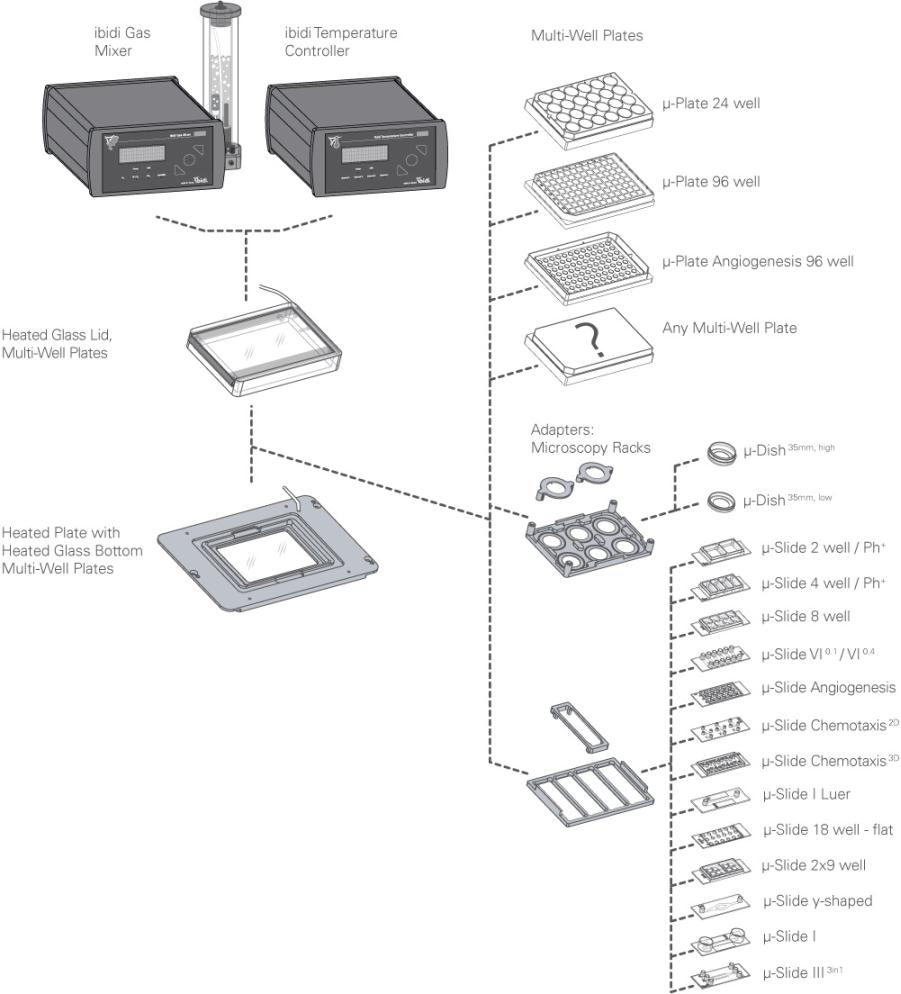 ibidi Gas
Mixer
ibidi Temperature
Controller
Multi-Well Plates
µ-Plate 24 well
µ-Plate 96 well
µ-Plate Angiogenesis 96 well
Any Multi-Well Plate
?
Heated Glass Lid,
Multi-Well Plates
Adapters:
Microscopy Racks
µ-Dish 35mm, high
µ-Dish 35mm, low
Heated Plate with
Heated Glass Bottom
Multi-Well Plates
µ-Slide 2 well / Ph+
µ-Slide 4 well / Ph+
µ-Slide 8 well
µ-Slide VI 0.1 / VI 0.4
µ-Slide Angiogenesis
µ-Slide Chemotaxis 2D
µ-Slide Chemotaxis 3D
µ-Slide I Luer
µ-Slide 18 well - flat
µ-Slide 2x9 well
µ-Slide y-shaped
µ-Slide I
µ-Slide III 3in1
ibidi
ibidi